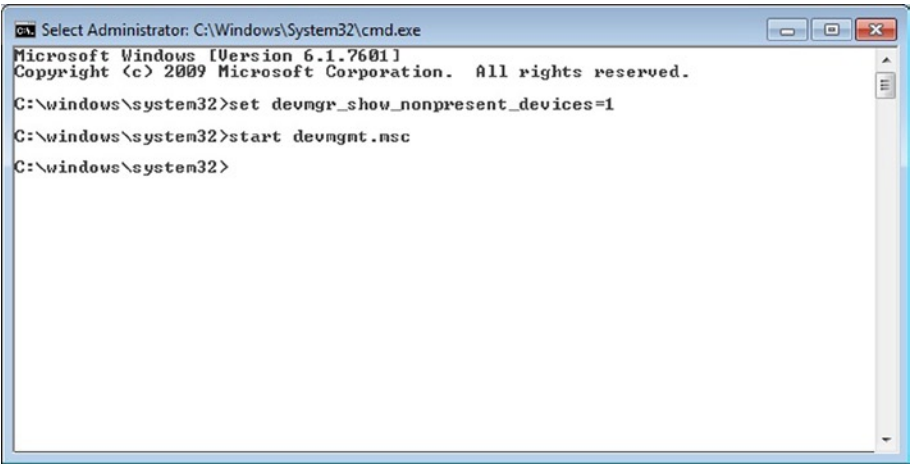 Select Administrator: C:\Windows\System32\cmd.exe
Microsoft Windows [Version 6.1.7601]
Copyright (c) 2009 Microsoft Corporation.  All rights reserved.
C:\windows\system32>set devmgr_show_nonpresent_devices=1
C:\windows\system32>start devmgmt.msc
C:\windows\system32>